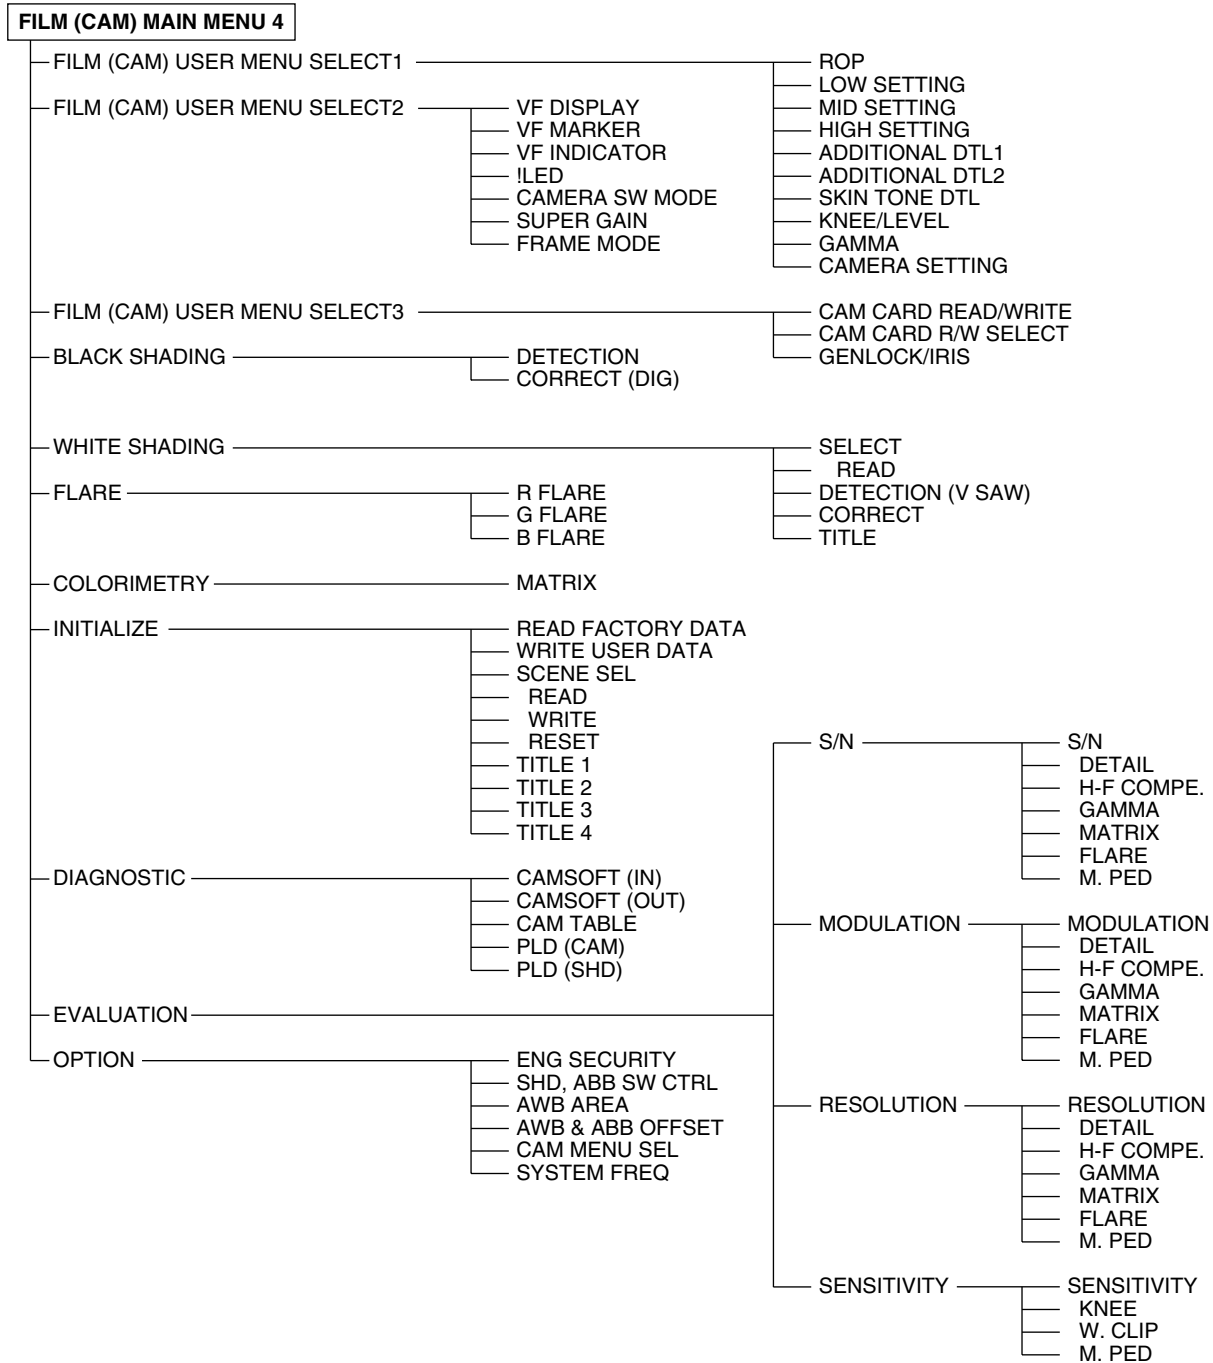 FILM (CAM) MAIN MENU 4
FILM (CAM) USER MENU SELECT1
ROP
LOW SETTING
MID SETTING
HIGH SETTING
ADDITIONAL DTL1
ADDITIONAL DTL2
SKIN TONE DTL
KNEE/LEVEL
GAMMA
CAMERA SETTING
FILM (CAM) USER MENU SELECT2
VF DISPLAY
VF MARKER
VF INDICATOR
!LED
CAMERA SW MODE
SUPER GAIN
FRAME MODE
FILM (CAM) USER MENU SELECT3
CAM CARD READ/WRITE
CAM CARD R/W SELECT
GENLOCK/IRIS
BLACK SHADING
DETECTION
CORRECT (DIG)
WHITE SHADING
SELECT
READ
DETECTION (V SAW)
CORRECT
TITLE
FLARE
R FLARE
G FLARE
B FLARE
COLORIMETRY
MATRIX
INITIALIZE
READ FACTORY DATA
WRITE USER DATA
SCENE SEL
READ
WRITE
RESET
TITLE 1
TITLE 2
TITLE 3
TITLE 4
DIAGNOSTIC
CAMSOFT (IN)
CAMSOFT (OUT)
CAM TABLE
PLD (CAM)
PLD (SHD)
EVALUATION
S/N
S/N
DETAIL
H-F COMPE.
GAMMA
MATRIX
FLARE
M. PED
MODULATION
MODULATION
DETAIL
H-F COMPE.
GAMMA
MATRIX
FLARE
M. PED
RESOLUTION
RESOLUTION
DETAIL
H-F COMPE.
GAMMA
MATRIX
FLARE
M. PED
SENSITIVITY
SENSITIVITY
KNEE
W. CLIP
M. PED
OPTION
ENG SECURITY
SHD, ABB SW CTRL
AWB AREA
AWB & ABB OFFSET
CAM MENU SEL
SYSTEM FREQ